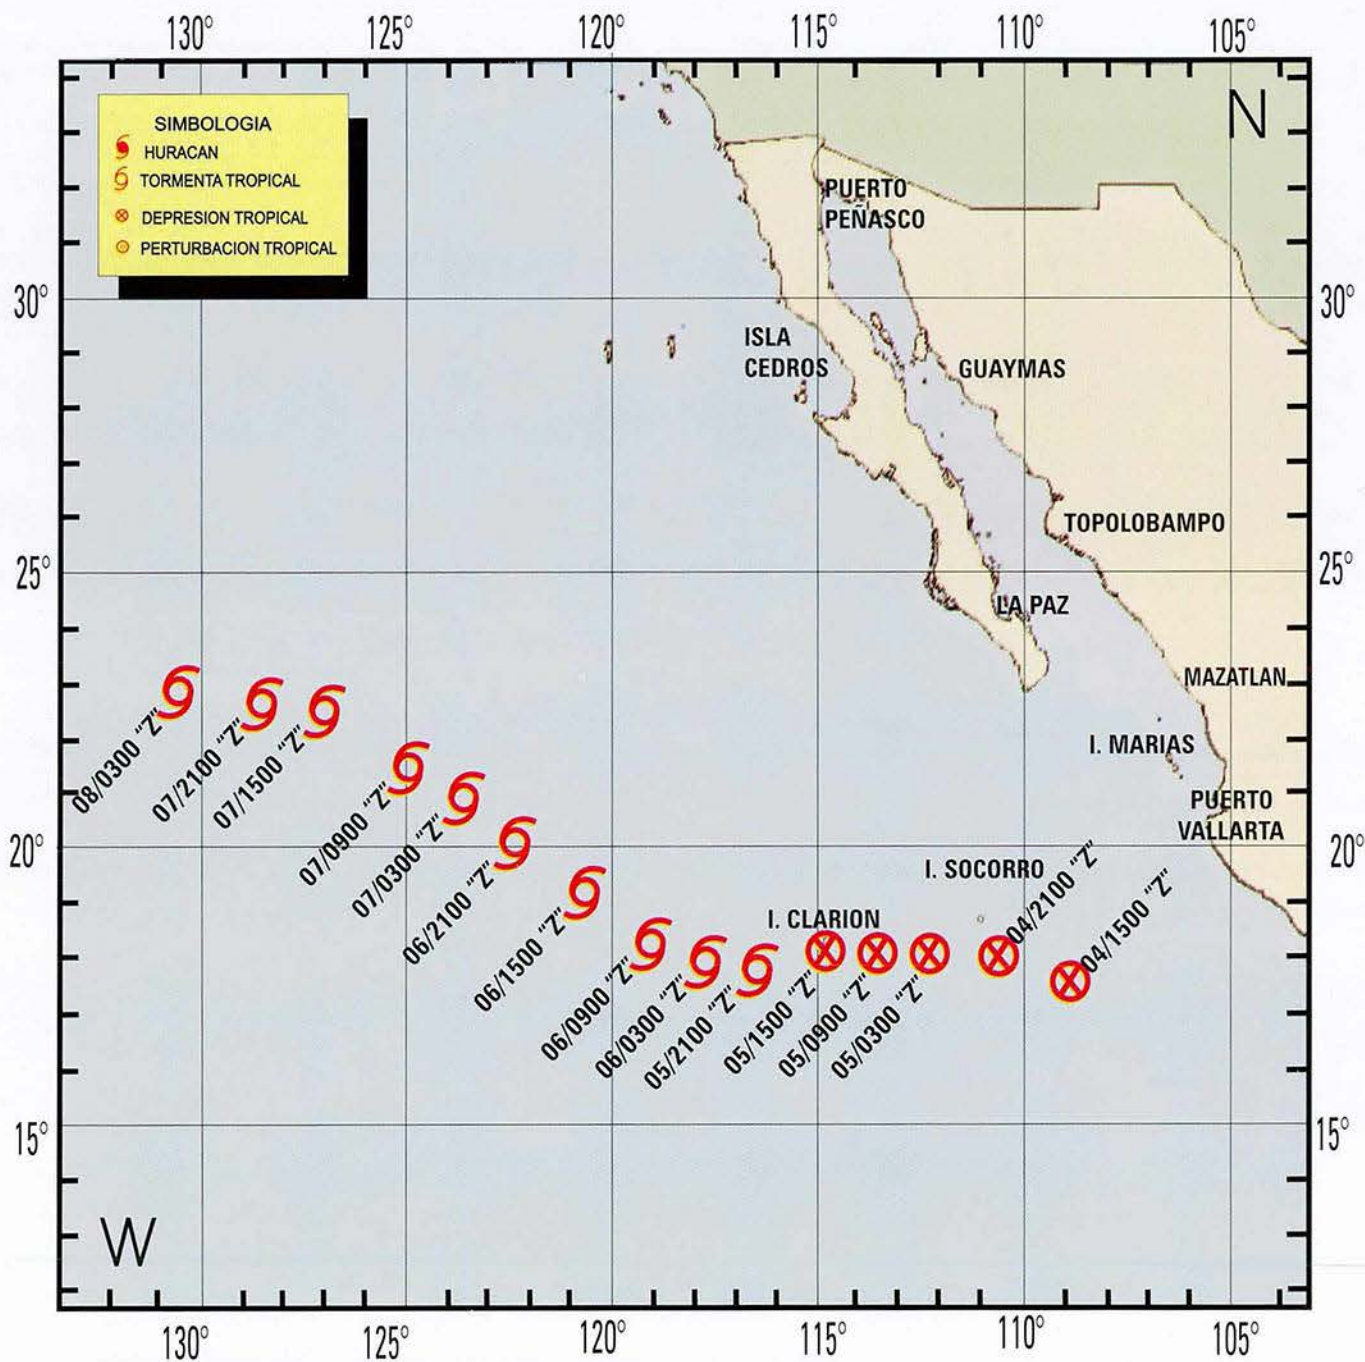 130°
125°
120°
115°
110°
105°
N
SIMBOLOGIA
HURACAN
TORMENTA TROPICAL
DEPRESION TROPICAL
PERTURBACION TROPICAL
PUERTO
PEÑASCO
30°
30°
ISLA
CEDROS
GUAYMAS
TOPOLOBAMPO
25°
25°
LA PAZ
MAZATLAN
I. MARIAS
PUERTO
VALLARTA
20°
20°
I. SOCORRO
I. CLARION
08/0300 "Z"
07/2100 "Z"
07/1500 "Z"
07/0900 "Z"
07/0300 "Z"
06/2100 "Z"
06/1500 "Z"
06/0900 "Z"
06/0300 "Z"
05/2100 "Z"
05/1500 "Z"
05/0900 "Z"
05/0300 "Z"
04/2100 "Z"
04/1500 "Z"
15°
15°
W
130°
125°
120°
115°
110°
105°